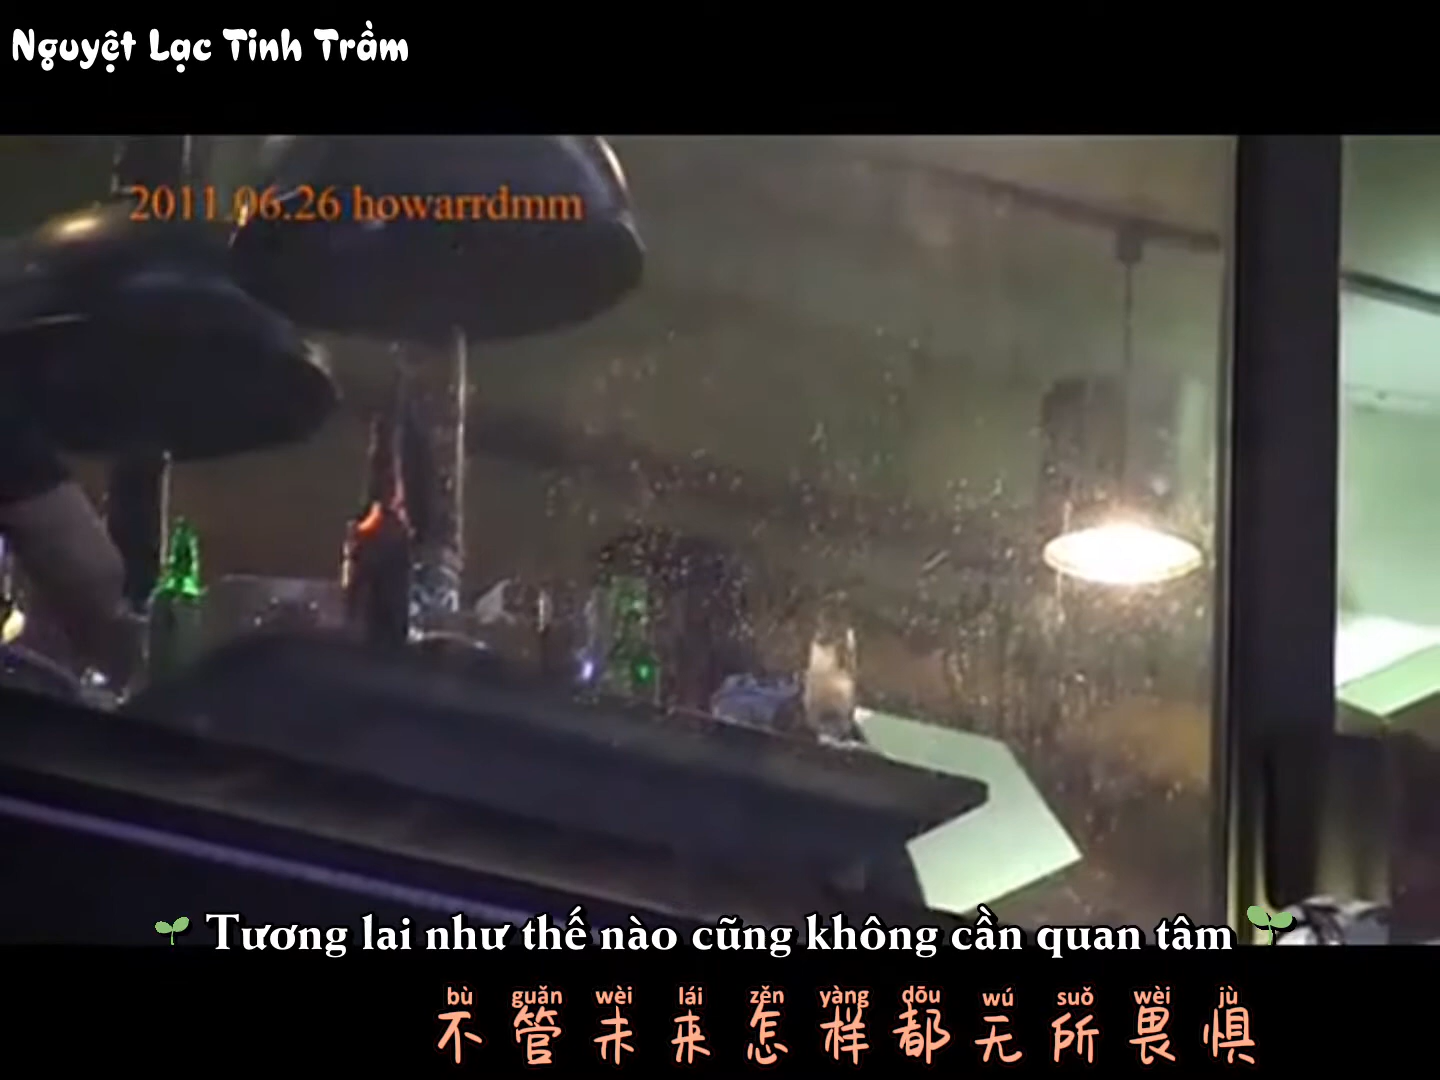 Nguyệt Lạc Tinh Trầm
2011.06.26 howarrdmm
Tương lai như thế nào cũng không cần quan tâm
bù guǎn wèi lái zěn yàng dōu wú suǒ wèi jù
不管未来怎样都无所畏惧